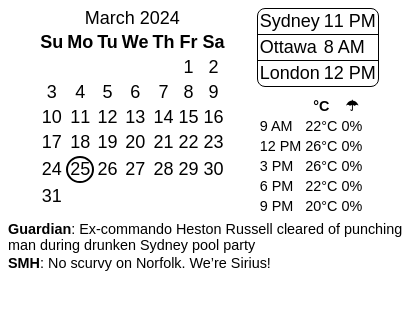 March 2024
Su Mo Tu We Th Fr Sa
1 2
3 4 5 6 7 8 9
10 11 12 13 14 15 16
17 18 19 20 21 22 23
24 25 26 27 28 29 30
31
Sydney 11 PM
Ottawa 8 AM
London 12 PM
°C ☂
9 AM 22°C 0%
12 PM 26°C 0%
3 PM 26°C 0%
6 PM 22°C 0%
9 PM 20°C 0%
Guardian: Ex-commando Heston Russell cleared of punching
man during drunken Sydney pool party
SMH: No scurvy on Norfolk. We’re Sirius!